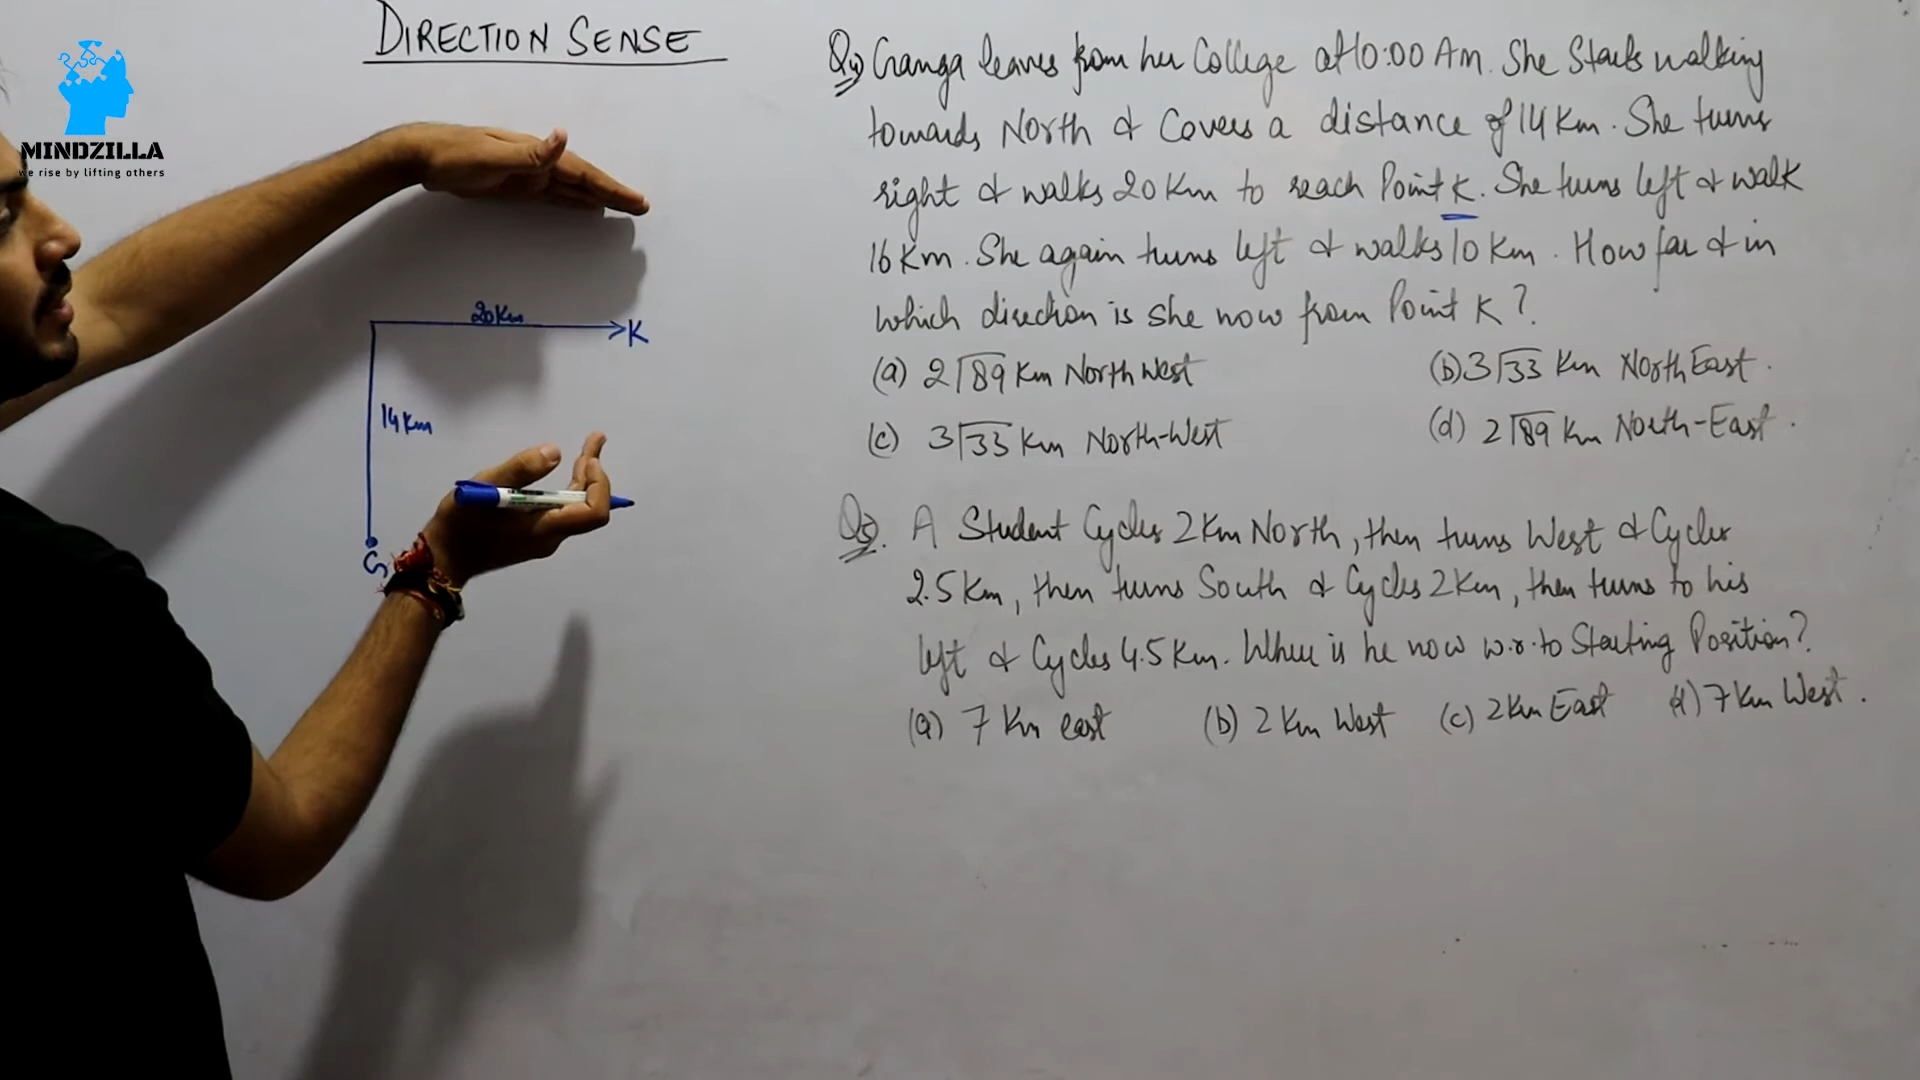 MINDZILLA
we rise by lifting others
DIRECTION SENSE
20Km
K
14Km
G
Q4) Ganga leaves from her College at 10:00 Am. She Starts walking
towards North & Covers a distance of 14 Km. She turns
right & walks 20 Km to reach Point K. She turns left & walk
16 Km. She again turns left & walks 10 Km. How far & in
which direction is she now from Point K?
(a) 2√89 Km North West
(b) 3√33 Km North East.
(c) 3√33 Km North-West
(d) 2√89 Km North-East.
Q5. A Student Cycles 2 Km North, then turns West & Cycles
2.5 Km, then turns South & Cycles 2 Km, then turns to his
left & Cycles 4.5 Km. Where is he now w.r.to Starting Position?
(a) 7 Km east (b) 2 Km West (c) 2 Km East (d) 7 Km West.